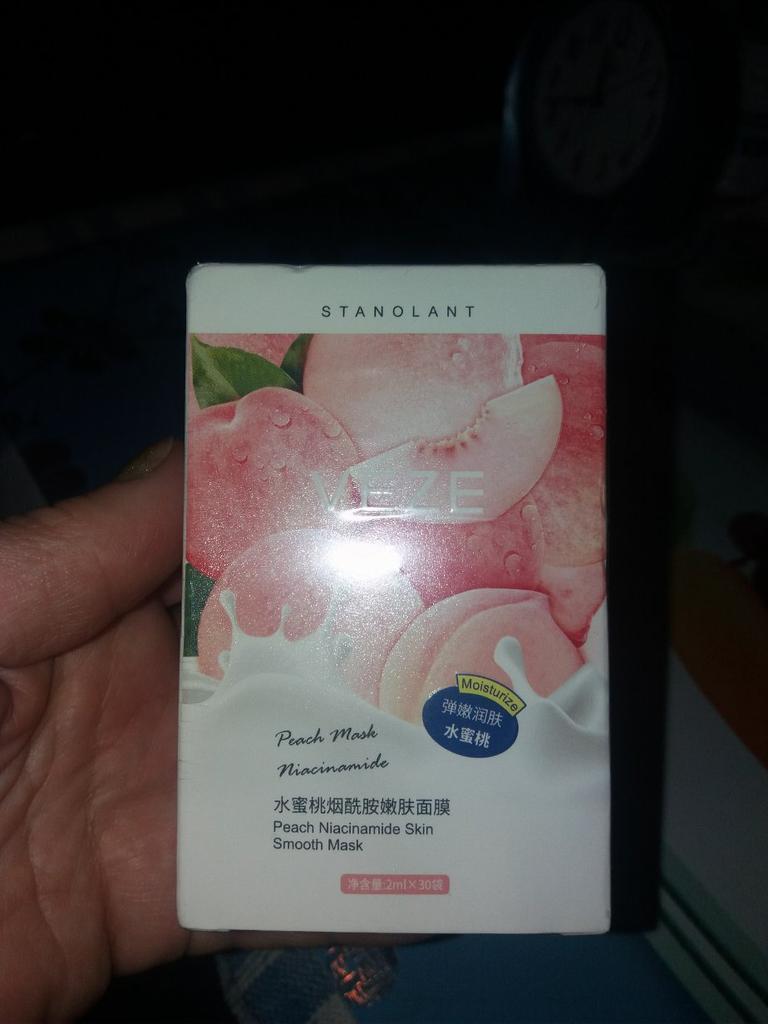 STANOLANT
VEZE
Moisturize
弹嫩润肤
水蜜桃
Peach Mask
Niacinamide
水蜜桃烟酰胺嫩肤面膜
Peach Niacinamide Skin
Smooth Mask
净含量:2ml×30袋